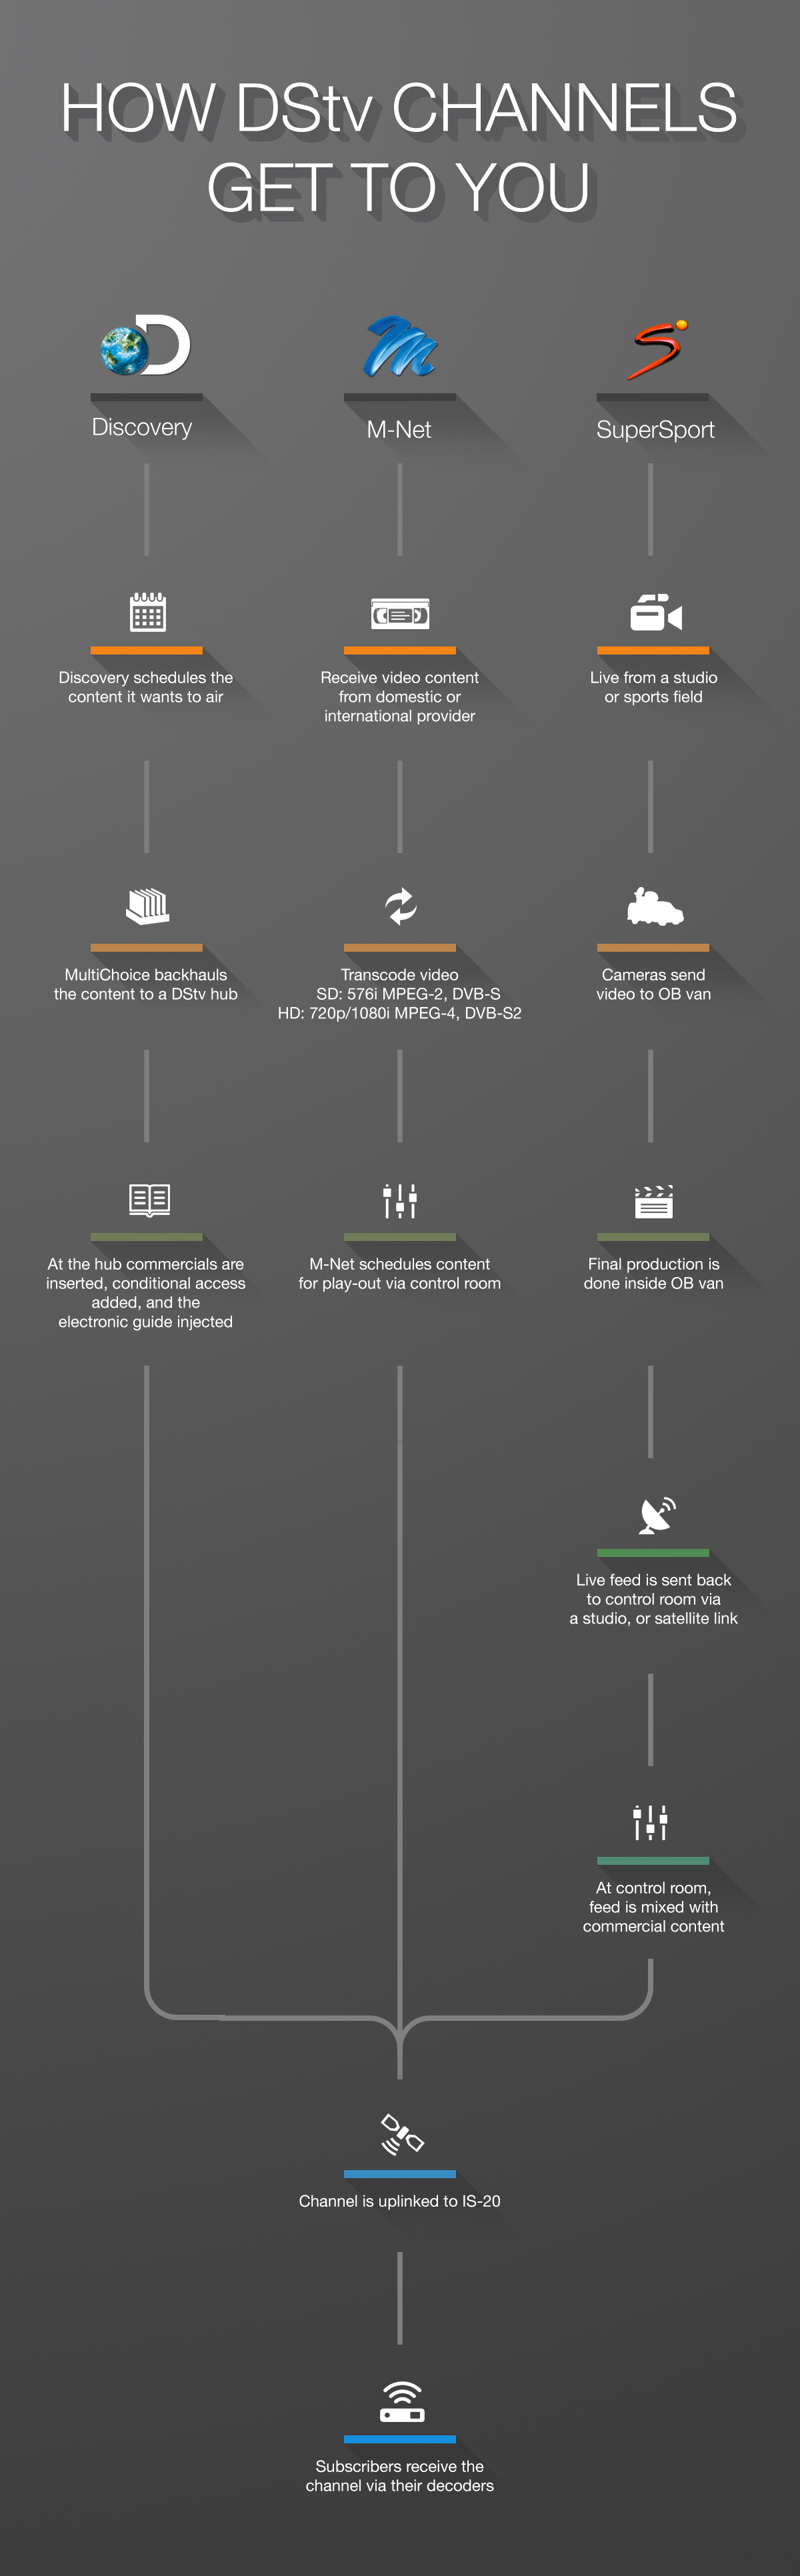 HOW DStv CHANNELS
GET TO YOU
Discovery
M-Net
SuperSport
Discovery schedules the
content it wants to air
Receive video content
from domestic or
international provider
Live from a studio
or sports field
MultiChoice backhauls
the content to a DStv hub
Transcode video
SD: 576i MPEG-2, DVB-S
HD: 720p/1080i MPEG-4, DVB-S2
Cameras send
video to OB van
At the hub commercials are
inserted, conditional access
added, and the
electronic guide injected
M-Net schedules content
for play-out via control room
Final production is
done inside OB van
Live feed is sent back
to control room via
a studio, or satellite link
At control room,
feed is mixed with
commercial content
Channel is uplinked to IS-20
Subscribers receive the
channel via their decoders